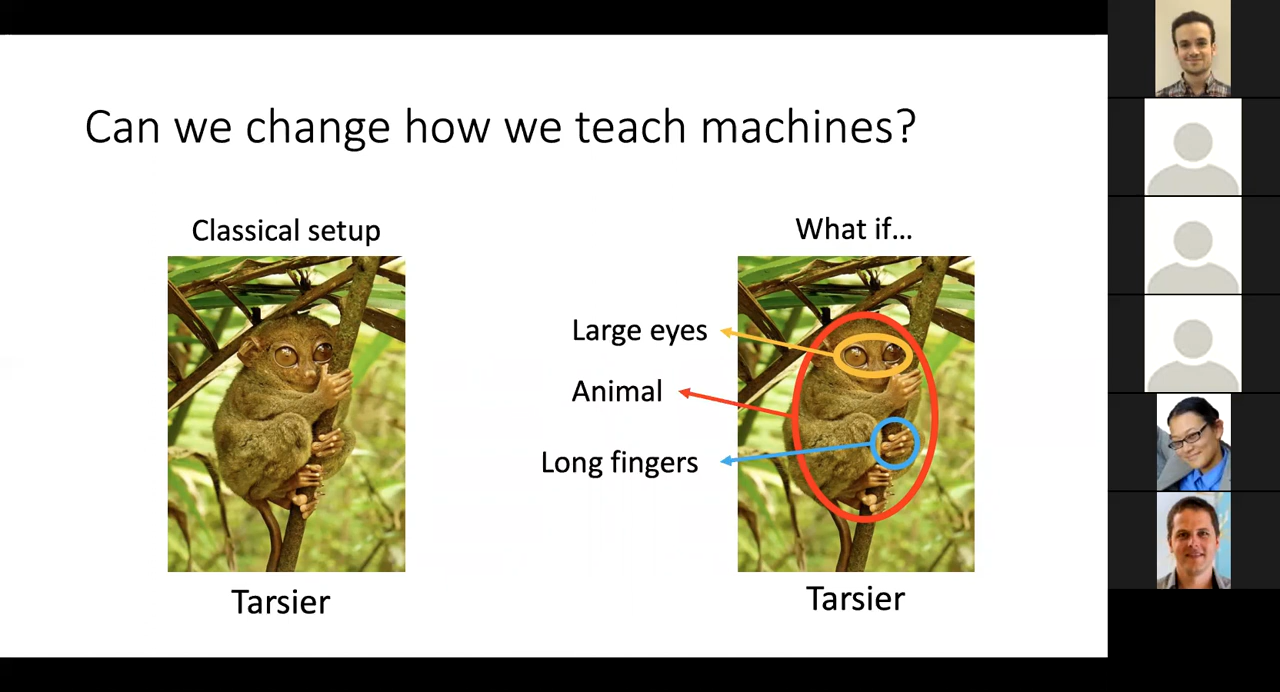 Can we change how we teach machines?
Classical setup
What if...
Large eyes
Animal
Long fingers
Tarsier
Tarsier